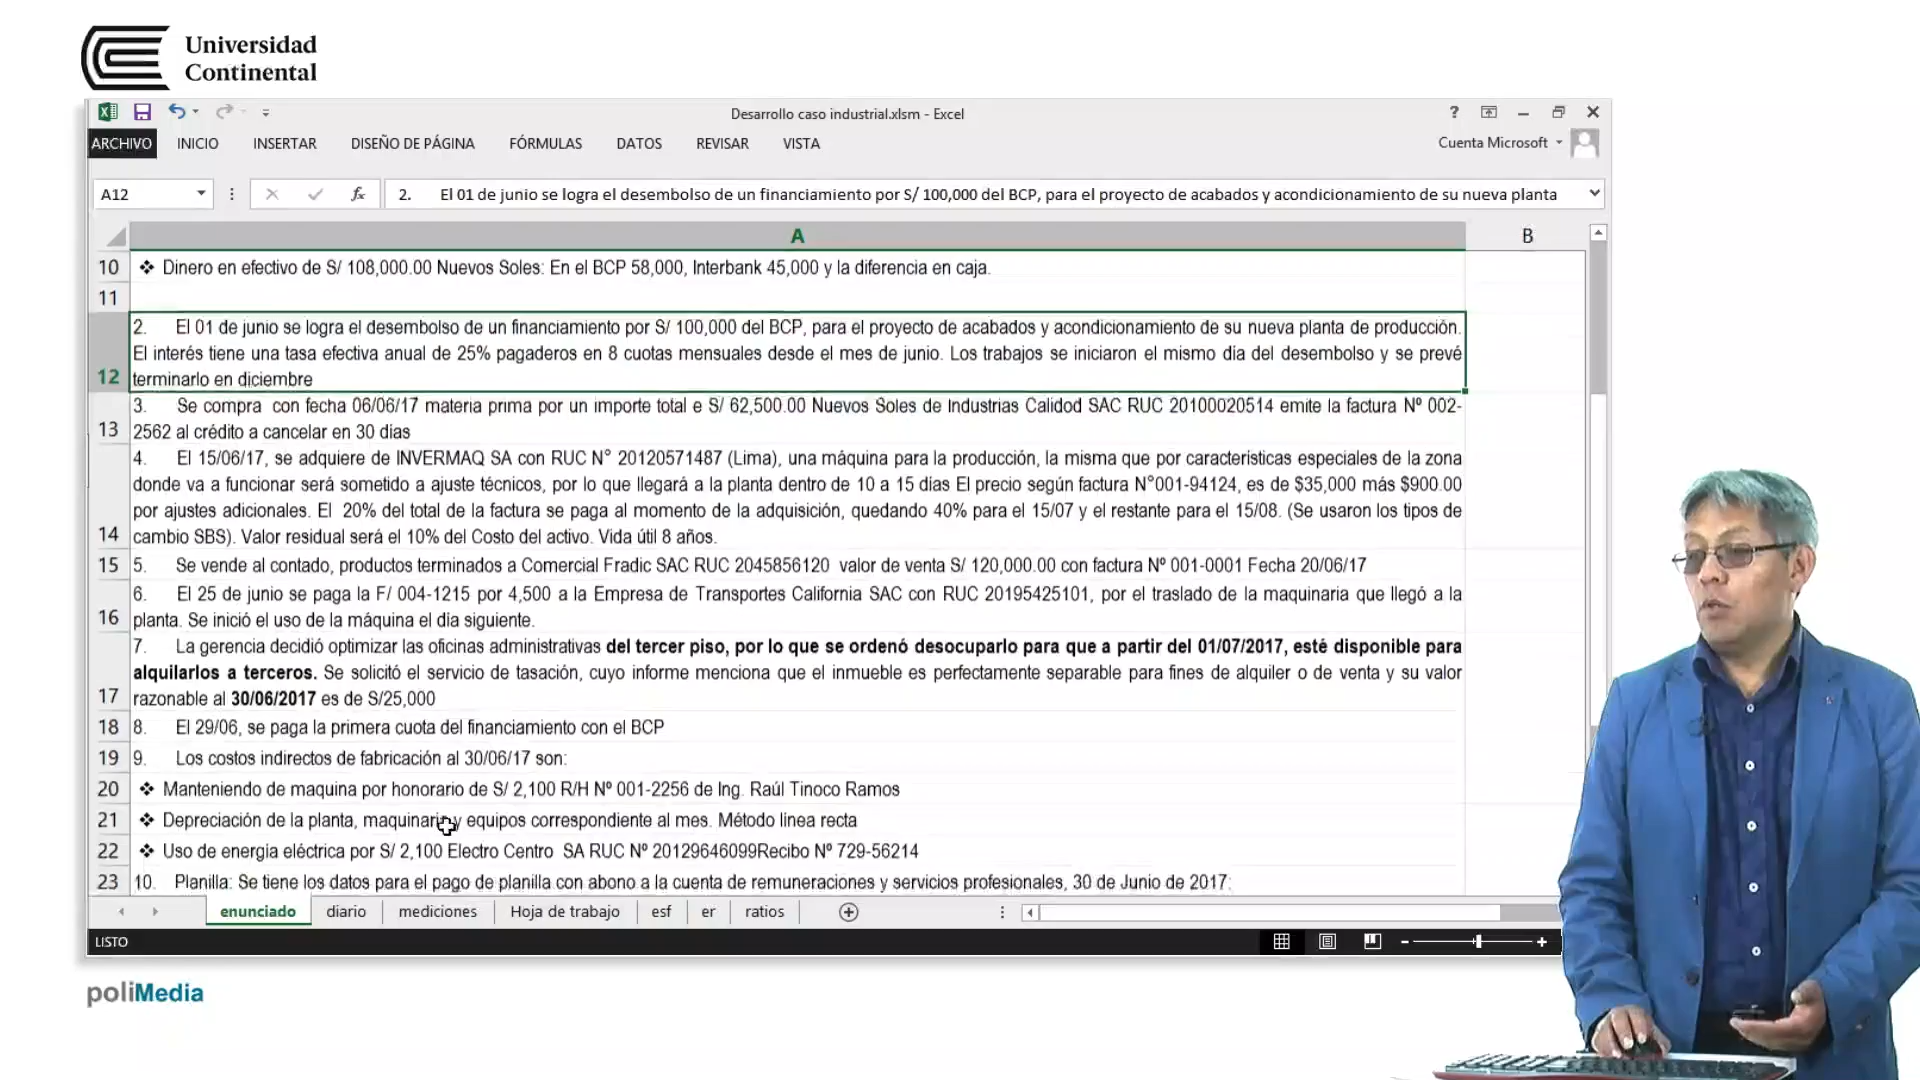 Universidad
Continental
Desarrollo caso industrial.xlsm - Excel
?
ARCHIVO INICIO INSERTAR DISEÑO DE PÁGINA FÓRMULAS DATOS REVISAR VISTA Cuenta Microsoft
A12 fx 2. El 01 de junio se logra el desembolso de un financiamiento por S/ 100,000 del BCP, para el proyecto de acabados y acondicionamiento de su nueva planta
A B
10 ❖ Dinero en efectivo de S/ 108,000.00 Nuevos Soles: En el BCP 58,000, Interbank 45,000 y la diferencia en caja.
11
2. El 01 de junio se logra el desembolso de un financiamiento por S/ 100,000 del BCP, para el proyecto de acabados y acondicionamiento de su nueva planta de producción.
El interés tiene una tasa efectiva anual de 25% pagaderos en 8 cuotas mensuales desde el mes de junio. Los trabajos se iniciaron el mismo día del desembolso y se prevé
12 terminarlo en diciembre
3. Se compra con fecha 06/06/17 materia prima por un importe total e S/ 62,500.00 Nuevos Soles de Industrias Calidod SAC RUC 20100020514 emite la factura Nº 002-
13 2562 al crédito a cancelar en 30 dias
4. El 15/06/17, se adquiere de INVERMAQ SA con RUC N° 20120571487 (Lima), una máquina para la producción, la misma que por características especiales de la zona
donde va a funcionar será sometido a ajuste técnicos, por lo que llegará a la planta dentro de 10 a 15 días El precio según factura N°001-94124, es de $35,000 más $900.00
por ajustes adicionales. El 20% del total de la factura se paga al momento de la adquisición, quedando 40% para el 15/07 y el restante para el 15/08. (Se usaron los tipos de
14 cambio SBS). Valor residual será el 10% del Costo del activo. Vida útil 8 años.
15 5. Se vende al contado, productos terminados a Comercial Fradic SAC RUC 2045856120 valor de venta S/ 120,000.00 con factura Nº 001-0001 Fecha 20/06/17
6. El 25 de junio se paga la F/ 004-1215 por 4,500 a la Empresa de Transportes California SAC con RUC 20195425101, por el traslado de la maquinaria que llegó a la
16 planta. Se inició el uso de la máquina el día siguiente.
7. La gerencia decidió optimizar las oficinas administrativas del tercer piso, por lo que se ordenó desocuparlo para que a partir del 01/07/2017, esté disponible para
alquilarlos a terceros. Se solicitó el servicio de tasación, cuyo informe menciona que el inmueble es perfectamente separable para fines de alquiler o de venta y su valor
17 razonable al 30/06/2017 es de S/25,000
18 8. El 29/06, se paga la primera cuota del financiamiento con el BCP
19 9. Los costos indirectos de fabricación al 30/06/17 son:
20 ❖ Manteniendo de maquina por honorario de S/ 2,100 R/H Nº 001-2256 de Ing. Raúl Tinoco Ramos
21 ❖ Depreciación de la planta, maquinaria y equipos correspondiente al mes. Método linea recta
22 ❖ Uso de energía eléctrica por S/ 2,100 Electro Centro SA RUC Nº 20129646099Recibo Nº 729-56214
23 10. Planilla: Se tiene los datos para el pago de planilla con abono a la cuenta de remuneraciones y servicios profesionales, 30 de Junio de 2017:
enunciado diario mediciones Hoja de trabajo esf er ratios
LISTO
poliMedia